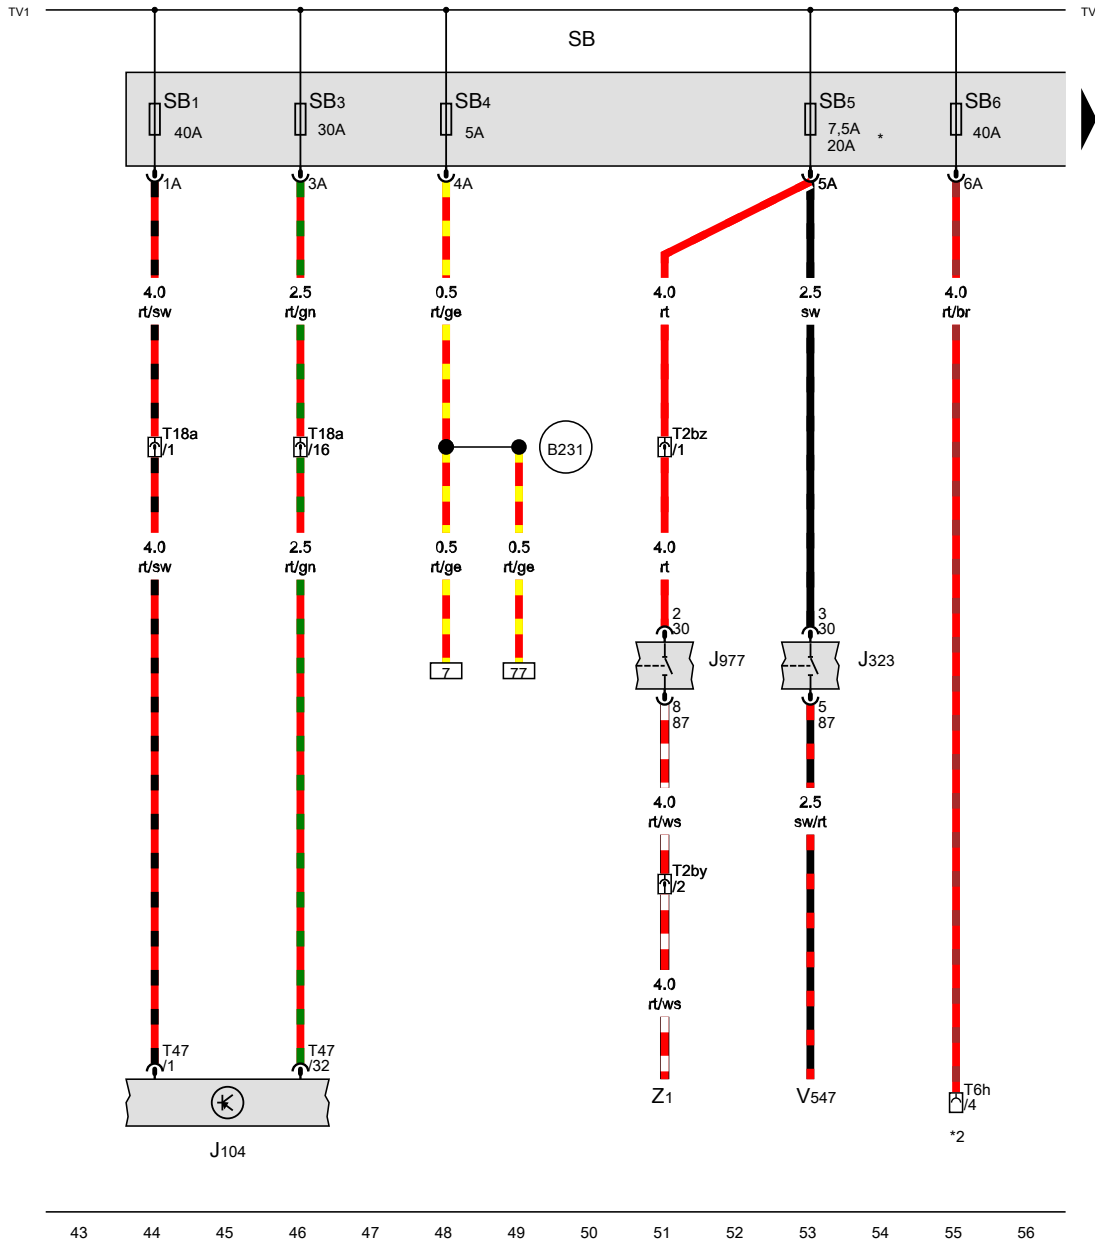 TV1
TV
SB
SB1 SB3 SB4 SB5 SB6
40A 30A 5A 7,5A * 40A
20A
1A 3A 4A 5A 6A
4.0 2.5 0.5 4.0 2.5 4.0
rt/sw rt/gn rt/ge rt sw rt/br
T18a T18a T2bz
/1 /16 /1
B231
4.0 2.5 0.5 0.5 4.0
rt/sw rt/gn rt/ge rt/ge rt
2 3
30 30
7 77 J977 J323
8 5
87 87
4.0 2.5
rt/ws sw/rt
T2by
/2
4.0
rt/ws
T47 T47
/1 /32
Z1 V547 T6h
/4
*2
J104
43 44 45 46 47 48 49 50 51 52 53 54 55 56